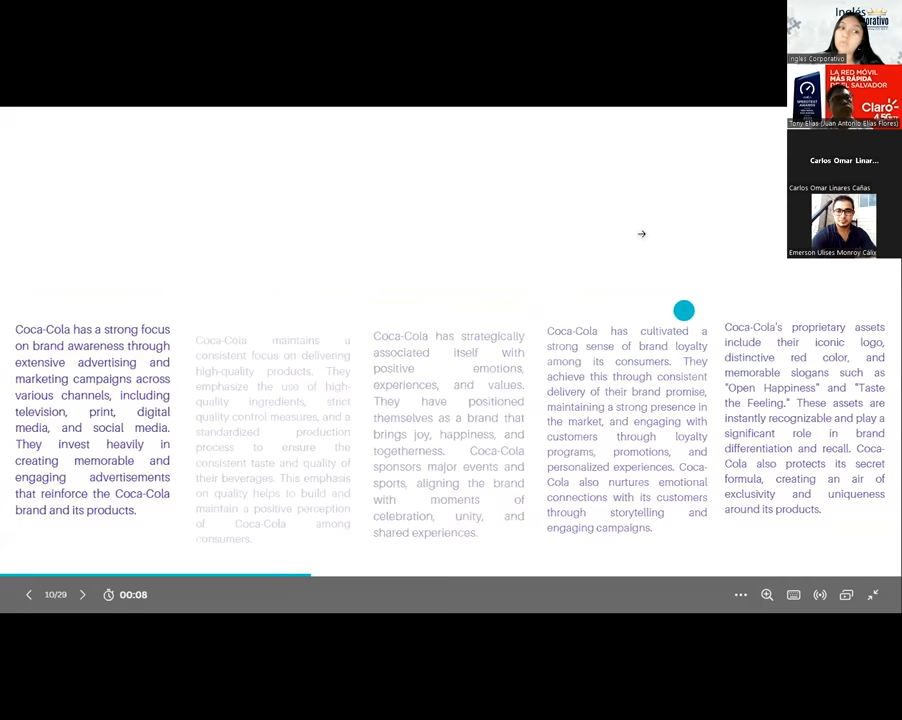 Inglés
Inglés Corporativo
LA RED MÓVIL
MÁS RÁPIDA
DE EL SALVADOR
Claro
Tony Elias (Juan Antonio Elias Flores)
Carlos Omar Linar...
Carlos Omar Linares Cañas
Emerson Ulises Monroy Cálix
Coca-Cola has a strong focus
on brand awareness through
extensive advertising and
marketing campaigns across
various channels, including
television, print, digital
media, and social media.
They invest heavily in
creating memorable and
engaging advertisements
that reinforce the Coca-Cola
brand and its products.
Coca-Cola maintains a
consistent focus on delivering
high-quality products. They
emphasize the use of high-
quality ingredients, strict
quality control measures, and a
standardized production
process to ensure the
consistent taste and quality of
their beverages. This emphasis
on quality helps to build and
maintain a positive perception
of Coca-Cola among
consumers.
Coca-Cola has strategically
associated itself with
positive emotions,
experiences, and values.
They have positioned
themselves as a brand that
brings joy, happiness, and
togetherness. Coca-Cola
sponsors major events and
sports, aligning the brand
with moments of
celebration, unity, and
shared experiences.
Coca-Cola has cultivated a
strong sense of brand loyalty
among its consumers. They
achieve this through consistent
delivery of their brand promise,
maintaining a strong presence in
the market, and engaging with
customers through loyalty
programs, promotions, and
personalized experiences. Coca-
Cola also nurtures emotional
connections with its customers
through storytelling and
engaging campaigns.
Coca-Cola's proprietary assets
include their iconic logo,
distinctive red color, and
memorable slogans such as
"Open Happiness" and "Taste
the Feeling." These assets are
instantly recognizable and play a
significant role in brand
differentiation and recall. Coca-
Cola also protects its secret
formula, creating an air of
exclusivity and uniqueness
around its products.
10/29
00:08